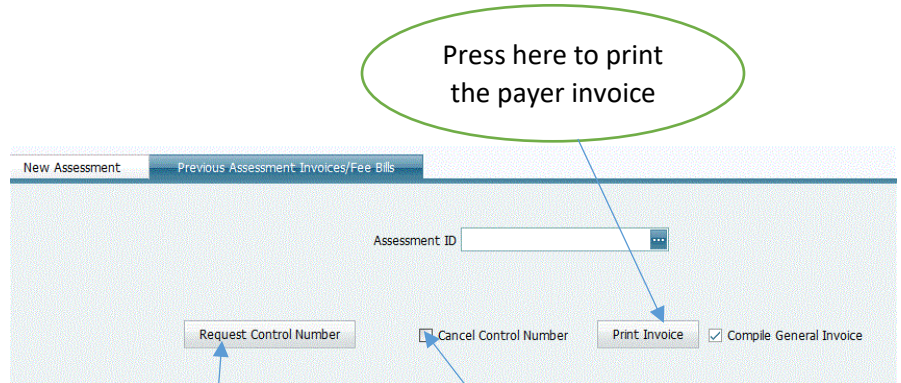 Press here to print
the payer invoice
New Assessment Previous Assessment Invoices/Fee Bills
Assessment ID
Request Control Number Cancel Control Number Print Invoice Compile General Invoice